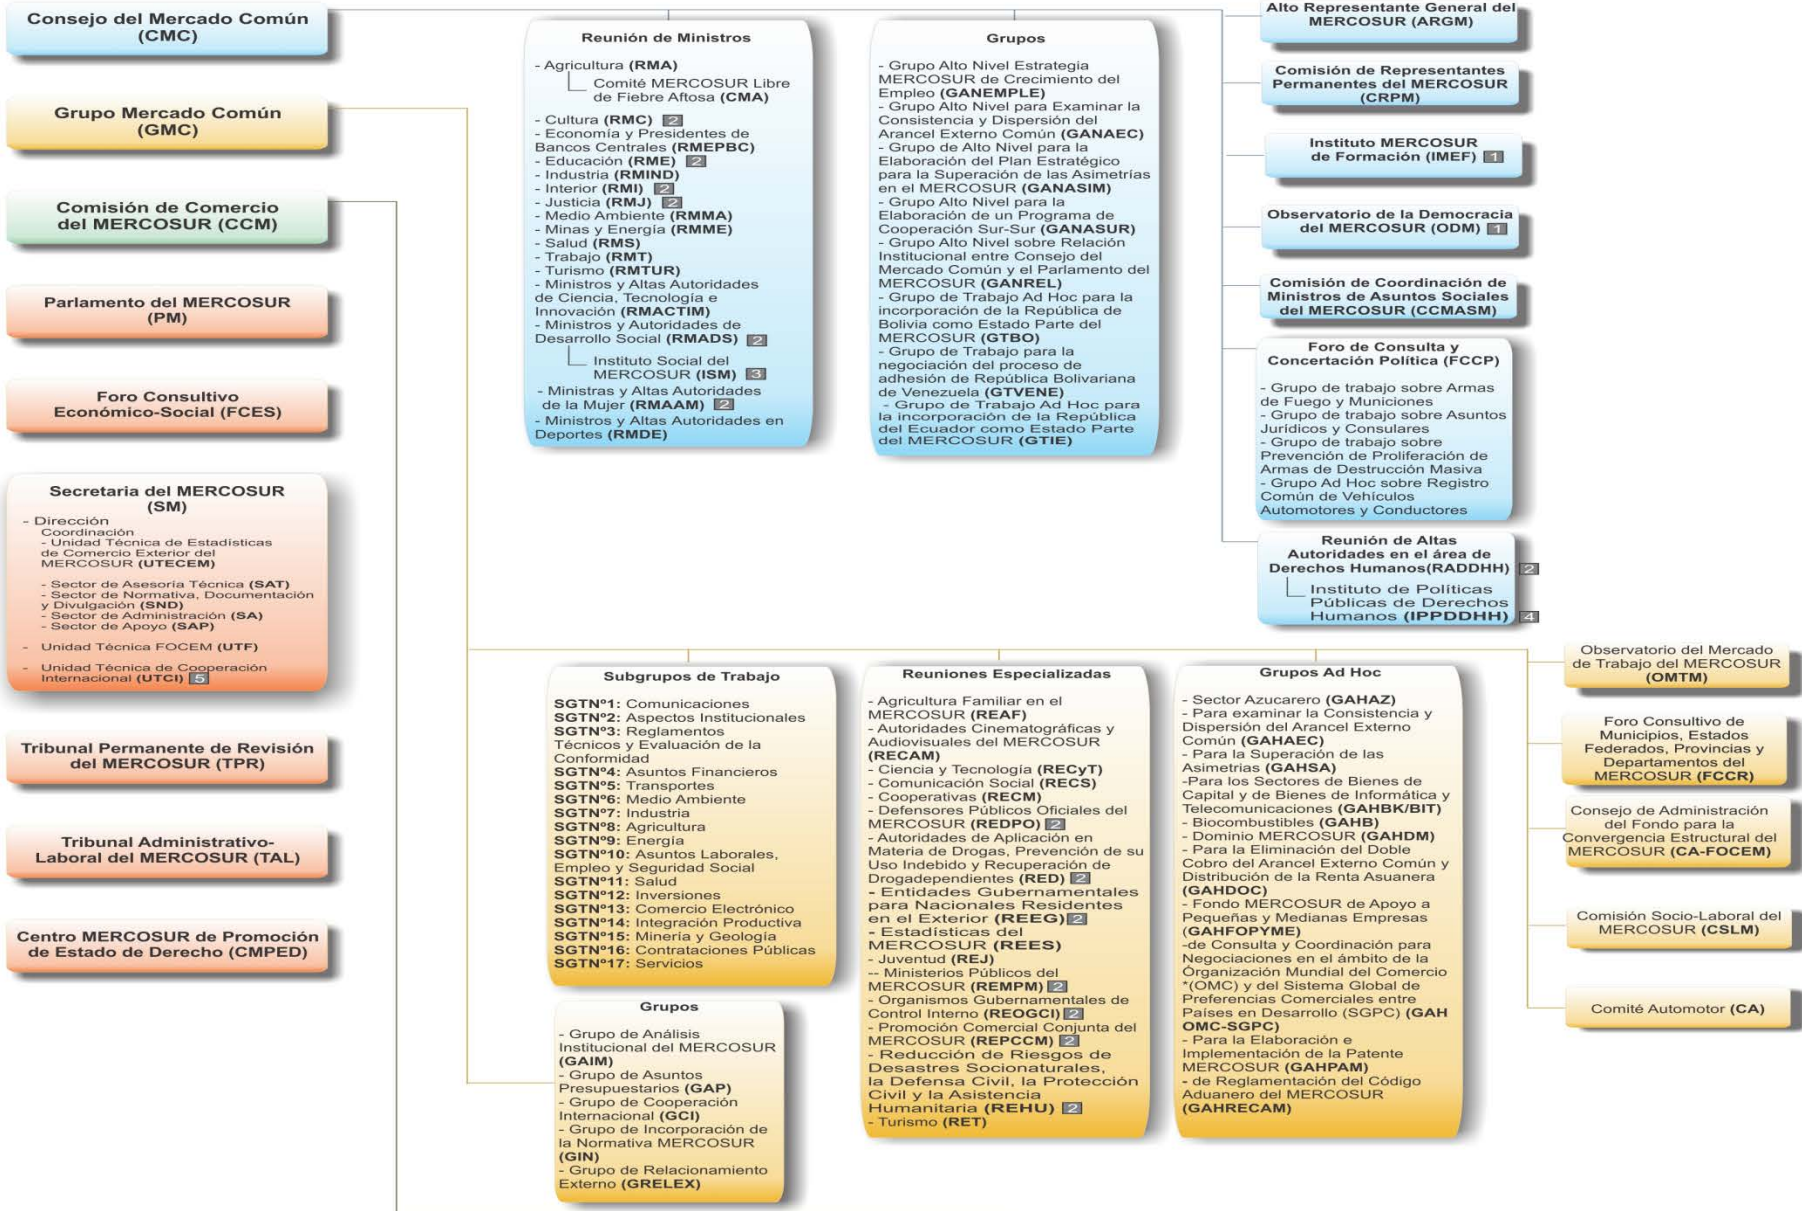 Consejo del Mercado Común
(CMC)
Grupo Mercado Común
(GMC)
Comisión de Comercio
del MERCOSUR (CCM)
Parlamento del MERCOSUR
(PM)
Foro Consultivo
Económico-Social (FCES)
Secretaria del MERCOSUR
(SM)
- Dirección
Coordinación
- Unidad Técnica de Estadísticas
de Comercio Exterior del
MERCOSUR (UTECEM)
- Sector de Asesoría Técnica (SAT)
- Sector de Normativa, Documentación
y Divulgación (SND)
- Sector de Administración (SA)
- Sector de Apoyo (SAP)
- Unidad Técnica FOCEM (UTF)
- Unidad Técnica de Cooperación
Internacional (UTCI) 5
Tribunal Permanente de Revisión
del MERCOSUR (TPR)
Tribunal Administrativo-
Laboral del MERCOSUR (TAL)
Centro MERCOSUR de Promoción
de Estado de Derecho (CMPED)
Reunión de Ministros
- Agricultura (RMA)
Comité MERCOSUR Libre
de Fiebre Aftosa (CMA)
- Cultura (RMC) 2
- Economía y Presidentes de
Bancos Centrales (RMEPBC)
- Educación (RME) 2
- Industria (RMIND)
- Interior (RMI) 2
- Justicia (RMJ) 2
- Medio Ambiente (RMMA)
- Minas y Energía (RMME)
- Salud (RMS)
- Trabajo (RMT)
- Turismo (RMTUR)
- Ministros y Altas Autoridades
de Ciencia, Tecnología e
Innovación (RMACTIM)
- Ministros y Autoridades de
Desarrollo Social (RMADS) 2
Instituto Social del
MERCOSUR (ISM) 3
- Ministras y Altas Autoridades
de la Mujer (RMAAM) 2
- Ministros y Altas Autoridades en
Deportes (RMDE)
Grupos
- Grupo Alto Nivel Estrategia
MERCOSUR de Crecimiento del
Empleo (GANEMPLE)
- Grupo Alto Nivel para Examinar la
Consistencia y Dispersión del
Arancel Externo Común (GANAEC)
- Grupo de Alto Nivel para la
Elaboración del Plan Estratégico
para la Superación de las Asimetrías
en el MERCOSUR (GANASIM)
- Grupo Alto Nivel para la
Elaboración de un Programa de
Cooperación Sur-Sur (GANASUR)
- Grupo Alto Nivel sobre Relación
Institucional entre Consejo del
Mercado Común y el Parlamento del
MERCOSUR (GANREL)
- Grupo de Trabajo Ad Hoc para la
incorporación de la República de
Bolivia como Estado Parte del
MERCOSUR (GTBO)
- Grupo de Trabajo para la
negociación del proceso de
adhesión de República Bolivariana
de Venezuela (GTVENE)
- Grupo de Trabajo Ad Hoc para
la incorporación de la República
del Ecuador como Estado Parte
del MERCOSUR (GTIE)
Alto Representante General del
MERCOSUR (ARGM)
Comisión de Representantes
Permanentes del MERCOSUR
(CRPM)
Instituto MERCOSUR
de Formación (IMEF) 1
Observatorio de la Democracia
del MERCOSUR (ODM) 1
Comisión de Coordinación de
Ministros de Asuntos Sociales
del MERCOSUR (CCMASM)
Foro de Consulta y
Concertación Política (FCCP)
- Grupo de trabajo sobre Armas
de Fuego y Municiones
- Grupo de trabajo sobre Asuntos
Jurídicos y Consulares
- Grupo de trabajo sobre
Prevención de Proliferación de
Armas de Destrucción Masiva
- Grupo Ad Hoc sobre Registro
Común de Vehículos
Automotores y Conductores
Reunión de Altas
Autoridades en el área de
Derechos Humanos(RADDHH) 2
Instituto de Políticas
Públicas de Derechos
Humanos (IPPDDHH) 4
Subgrupos de Trabajo
SGTNº1: Comunicaciones
SGTNº2: Aspectos Institucionales
SGTNº3: Reglamentos
Técnicos y Evaluación de la
Conformidad
SGTNº4: Asuntos Financieros
SGTNº5: Transportes
SGTNº6: Medio Ambiente
SGTNº7: Industria
SGTNº8: Agricultura
SGTNº9: Energía
SGTNº10: Asuntos Laborales,
Empleo y Seguridad Social
SGTNº11: Salud
SGTNº12: Inversiones
SGTNº13: Comercio Electrónico
SGTNº14: Integración Productiva
SGTNº15: Minería y Geología
SGTNº16: Contrataciones Públicas
SGTNº17: Servicios
Grupos
- Grupo de Análisis
Institucional del MERCOSUR
(GAIM)
- Grupo de Asuntos
Presupuestarios (GAP)
- Grupo de Cooperación
Internacional (GCI)
- Grupo de Incorporación de
la Normativa MERCOSUR
(GIN)
- Grupo de Relacionamiento
Externo (GRELEX)
Reuniones Especializadas
- Agricultura Familiar en el
MERCOSUR (REAF)
- Autoridades Cinematográficas y
Audiovisuales del MERCOSUR
(RECAM)
- Ciencia y Tecnología (RECyT)
- Comunicación Social (RECS)
- Cooperativas (RECM)
- Defensores Públicos Oficiales del
MERCOSUR (REDPO) 2
- Autoridades de Aplicación en
Materia de Drogas, Prevención de su
Uso Indebido y Recuperación de
Drogadependientes (RED) 2
- Entidades Gubernamentales
para Nacionales Residentes
en el Exterior (REEG) 2
- Estadísticas del
MERCOSUR (REES)
- Juventud (REJ)
-- Ministerios Públicos del
MERCOSUR (REMPM) 2
- Organismos Gubernamentales de
Control Interno (REOGCI) 2
- Promoción Comercial Conjunta del
MERCOSUR (REPCCM) 2
- Reducción de Riesgos de
Desastres Socionaturales,
la Defensa Civil, la Protección
Civil y la Asistencia
Humanitaria (REHU) 2
- Turismo (RET)
Grupos Ad Hoc
- Sector Azucarero (GAHAZ)
- Para examinar la Consistencia y
Dispersión del Arancel Externo
Común (GAHAEC)
- Para la Superación de las
Asimetrias (GAHSA)
-Para los Sectores de Bienes de
Capital y de Bienes de Informática y
Telecomunicaciones (GAHBK/BIT)
- Biocombustibles (GAHB)
- Dominio MERCOSUR (GAHDM)
- Para la Eliminación del Doble
Cobro del Arancel Externo Común y
Distribución de la Renta Asuanera
(GAHDOC)
- Fondo MERCOSUR de Apoyo a
Pequeñas y Medianas Empresas
(GAHFOPYME)
-de Consulta y Coordinación para
Negociaciones en el ámbito de la
Órganización Mundial del Comercio
*(OMC) y del Sistema Global de
Preferencias Comerciales entre
Países en Desarrollo (SGPC) (GAH
OMC-SGPC)
- Para la Elaboración e
Implementación de la Patente
MERCOSUR (GAHPAM)
- de Reglamentación del Código
Aduanero del MERCOSUR
(GAHRECAM)
Observatorio del Mercado
de Trabajo del MERCOSUR
(OMTM)
Foro Consultivo de
Municipios, Estados
Federados, Provincias y
Departamentos del
MERCOSUR (FCCR)
Consejo de Administración
del Fondo para la
Convergencia Estructural del
MERCOSUR (CA-FOCEM)
Comisión Socio-Laboral del
MERCOSUR (CSLM)
Comité Automotor (CA)